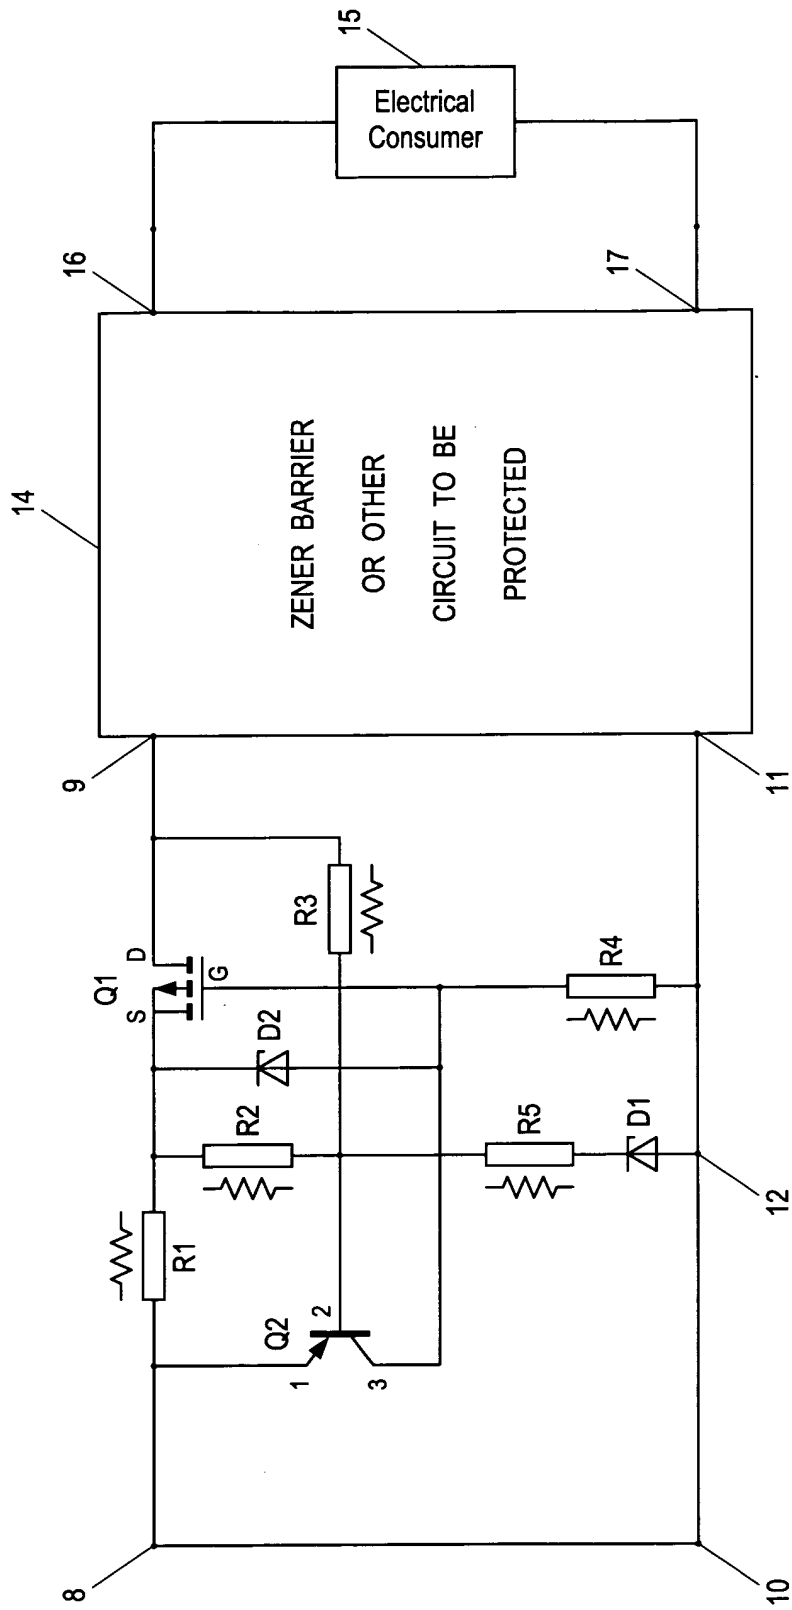 15
Electrical
Consumer
16
17
14
ZENER BARRIER
OR OTHER
CIRCUIT TO BE
PROTECTED
9
11
D
Q1
S
G
R3
R4
D2
R2
R5
D1
R1
12
Q2
2
1
3
8
10